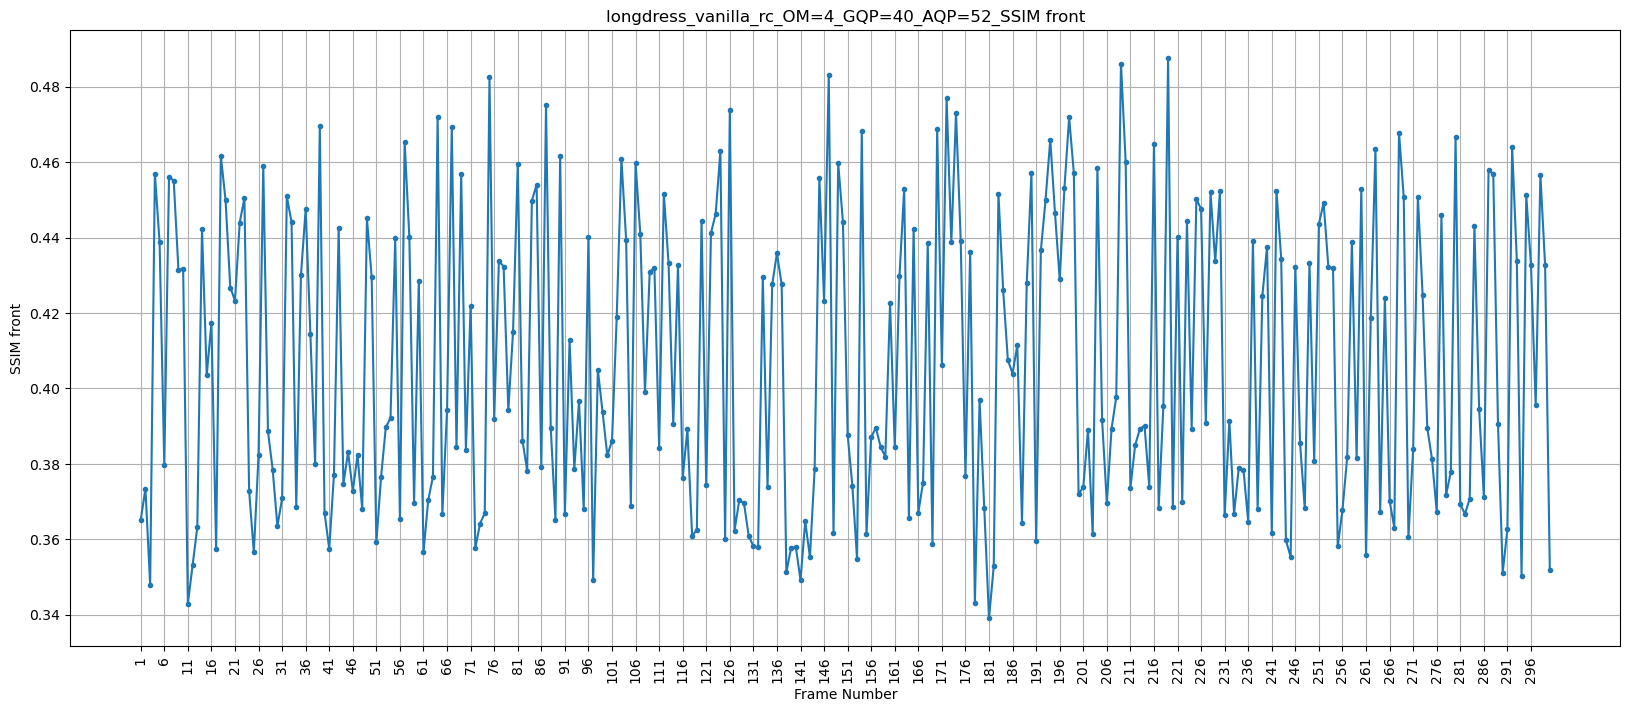 longdress_vanilla_rc_OM=4_GQP=40_AQP=52_SSIM front
SSIM front
0.48
0.46
0.44
0.42
0.40
0.38
0.36
0.34
1 6 11 16 21 26 31 36 41 46 51 56 61 66 71 76 81 86 91 96 101 106 111 116 121 126 131 136 141 146 151 156 161 166 171 176 181 186 191 196 201 206 211 216 221 226 231 236 241 246 251 256 261 266 271 276 281 286 291 296
Frame Number